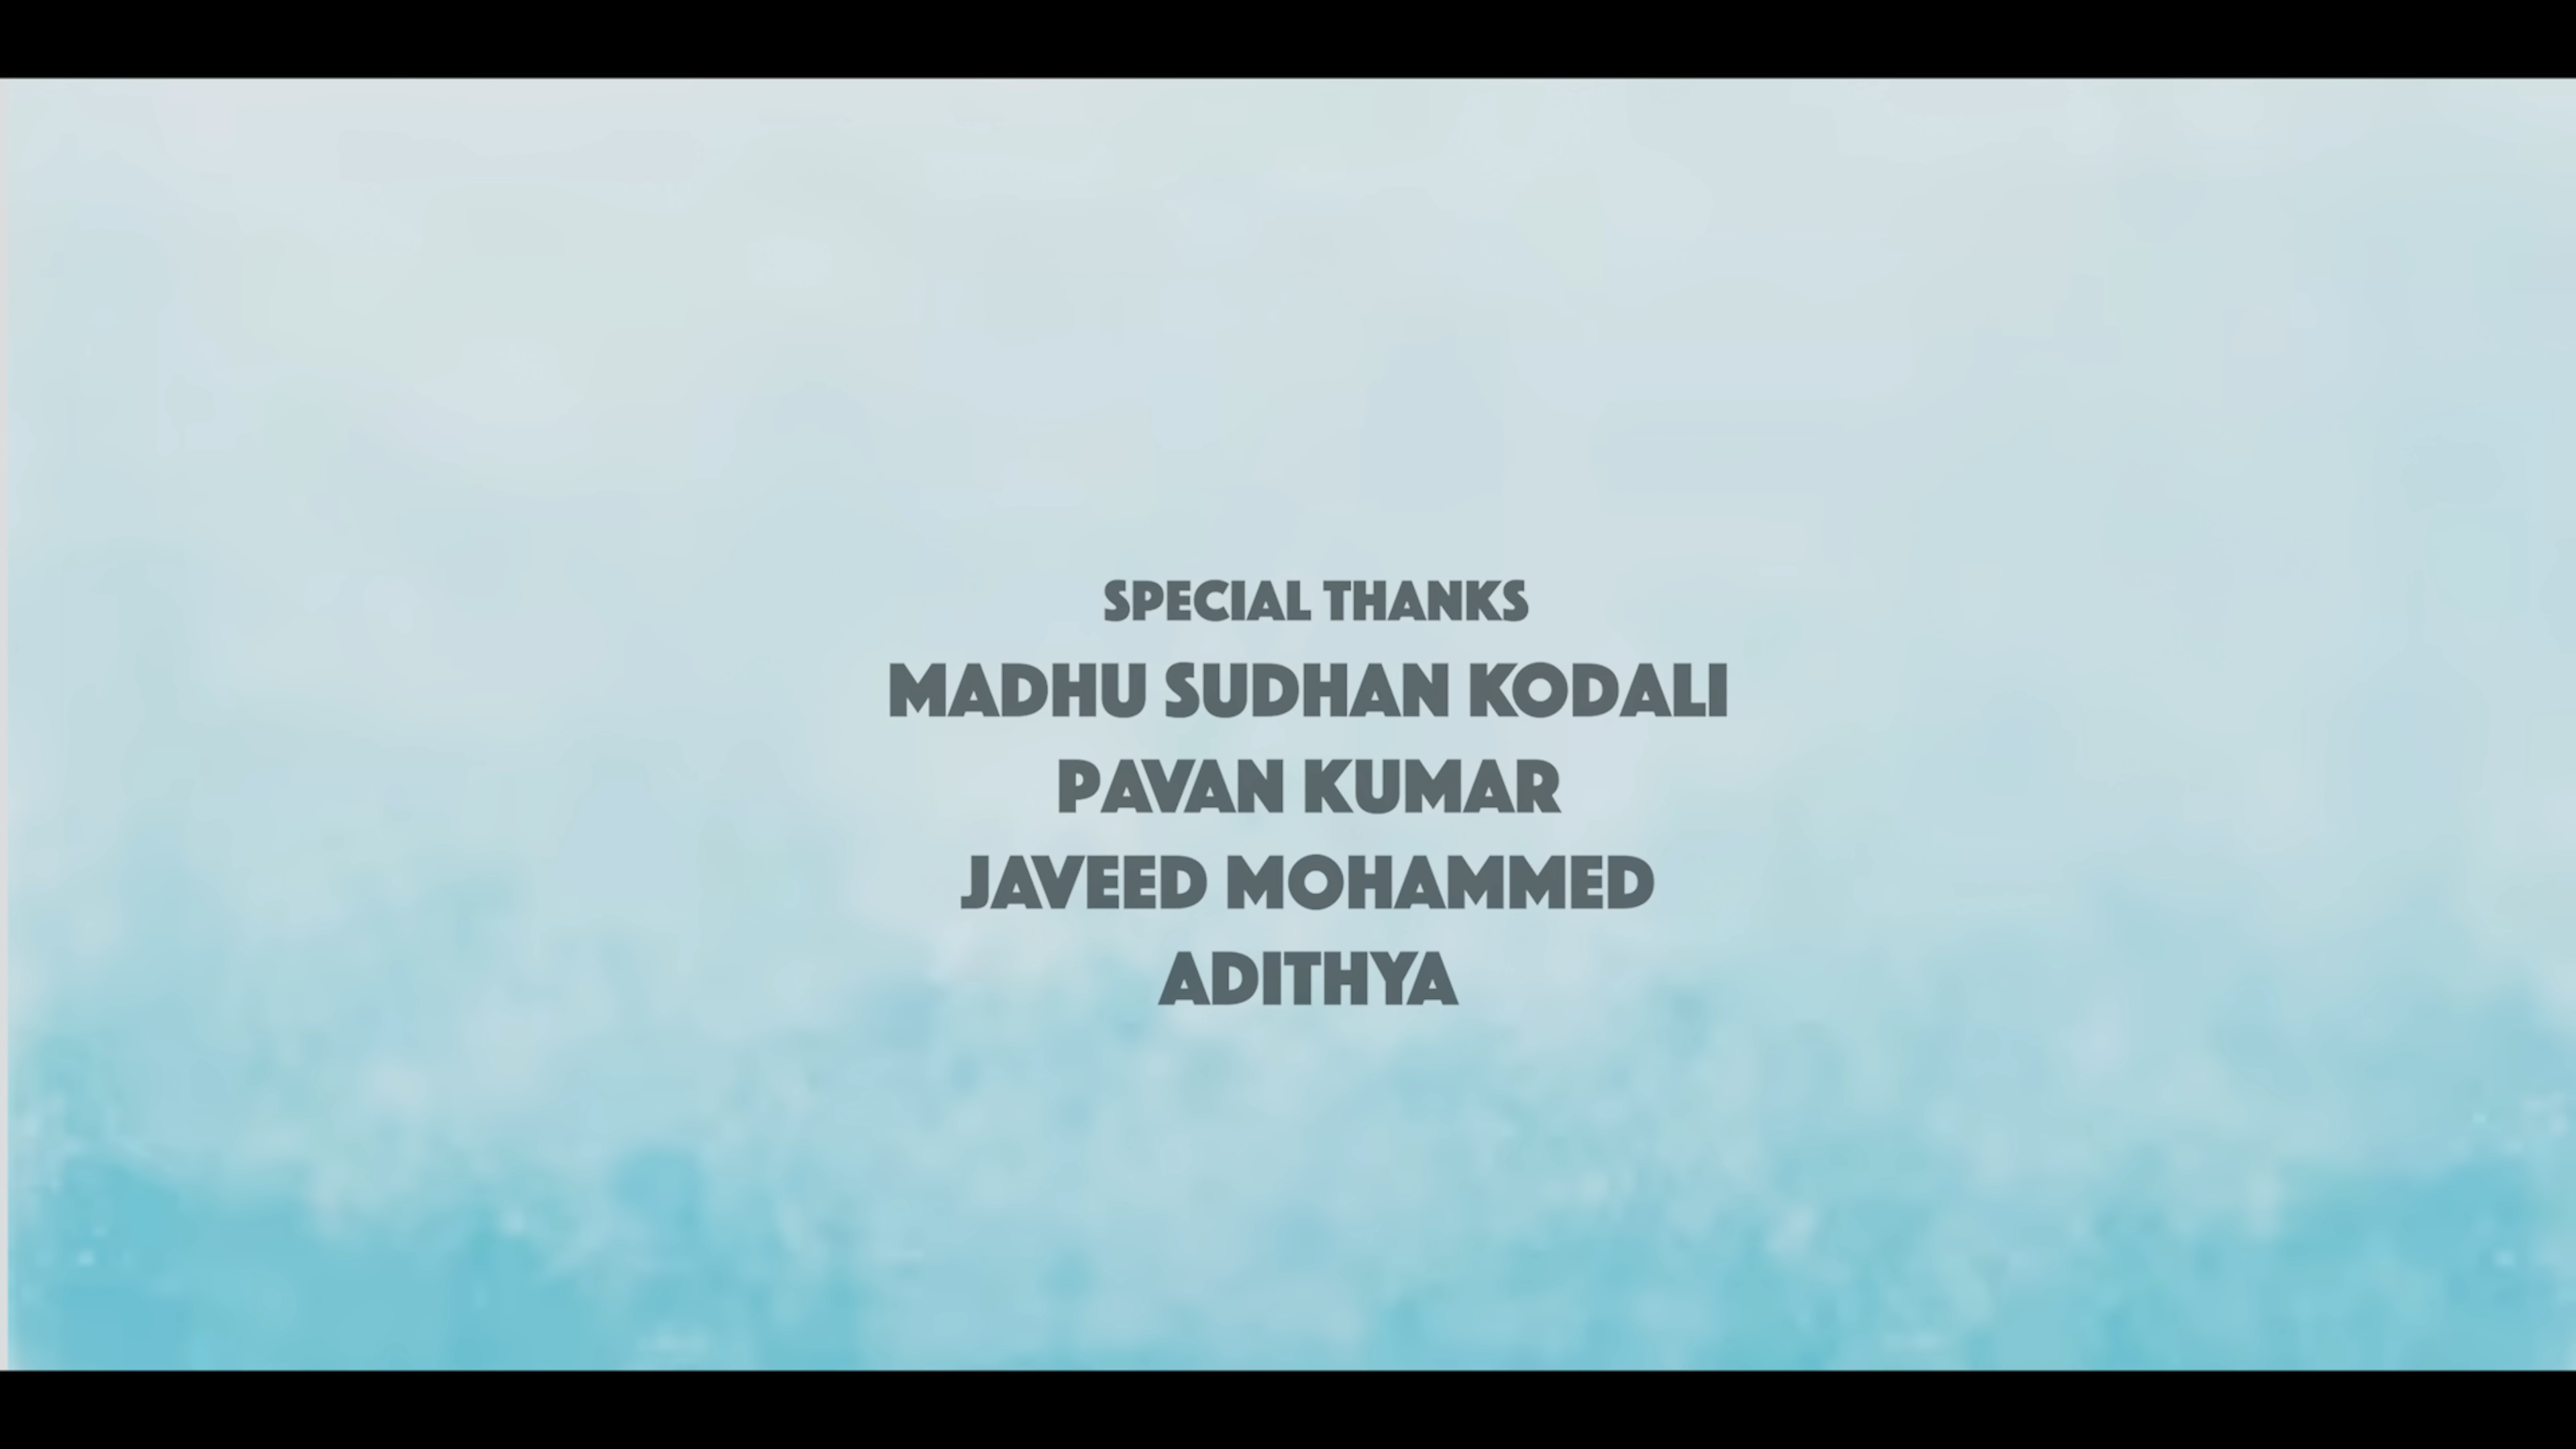 SPECIAL THANKS
MADHU SUDHAN KODALI
PAVAN KUMAR
JAVEED MOHAMMED
ADITHYA